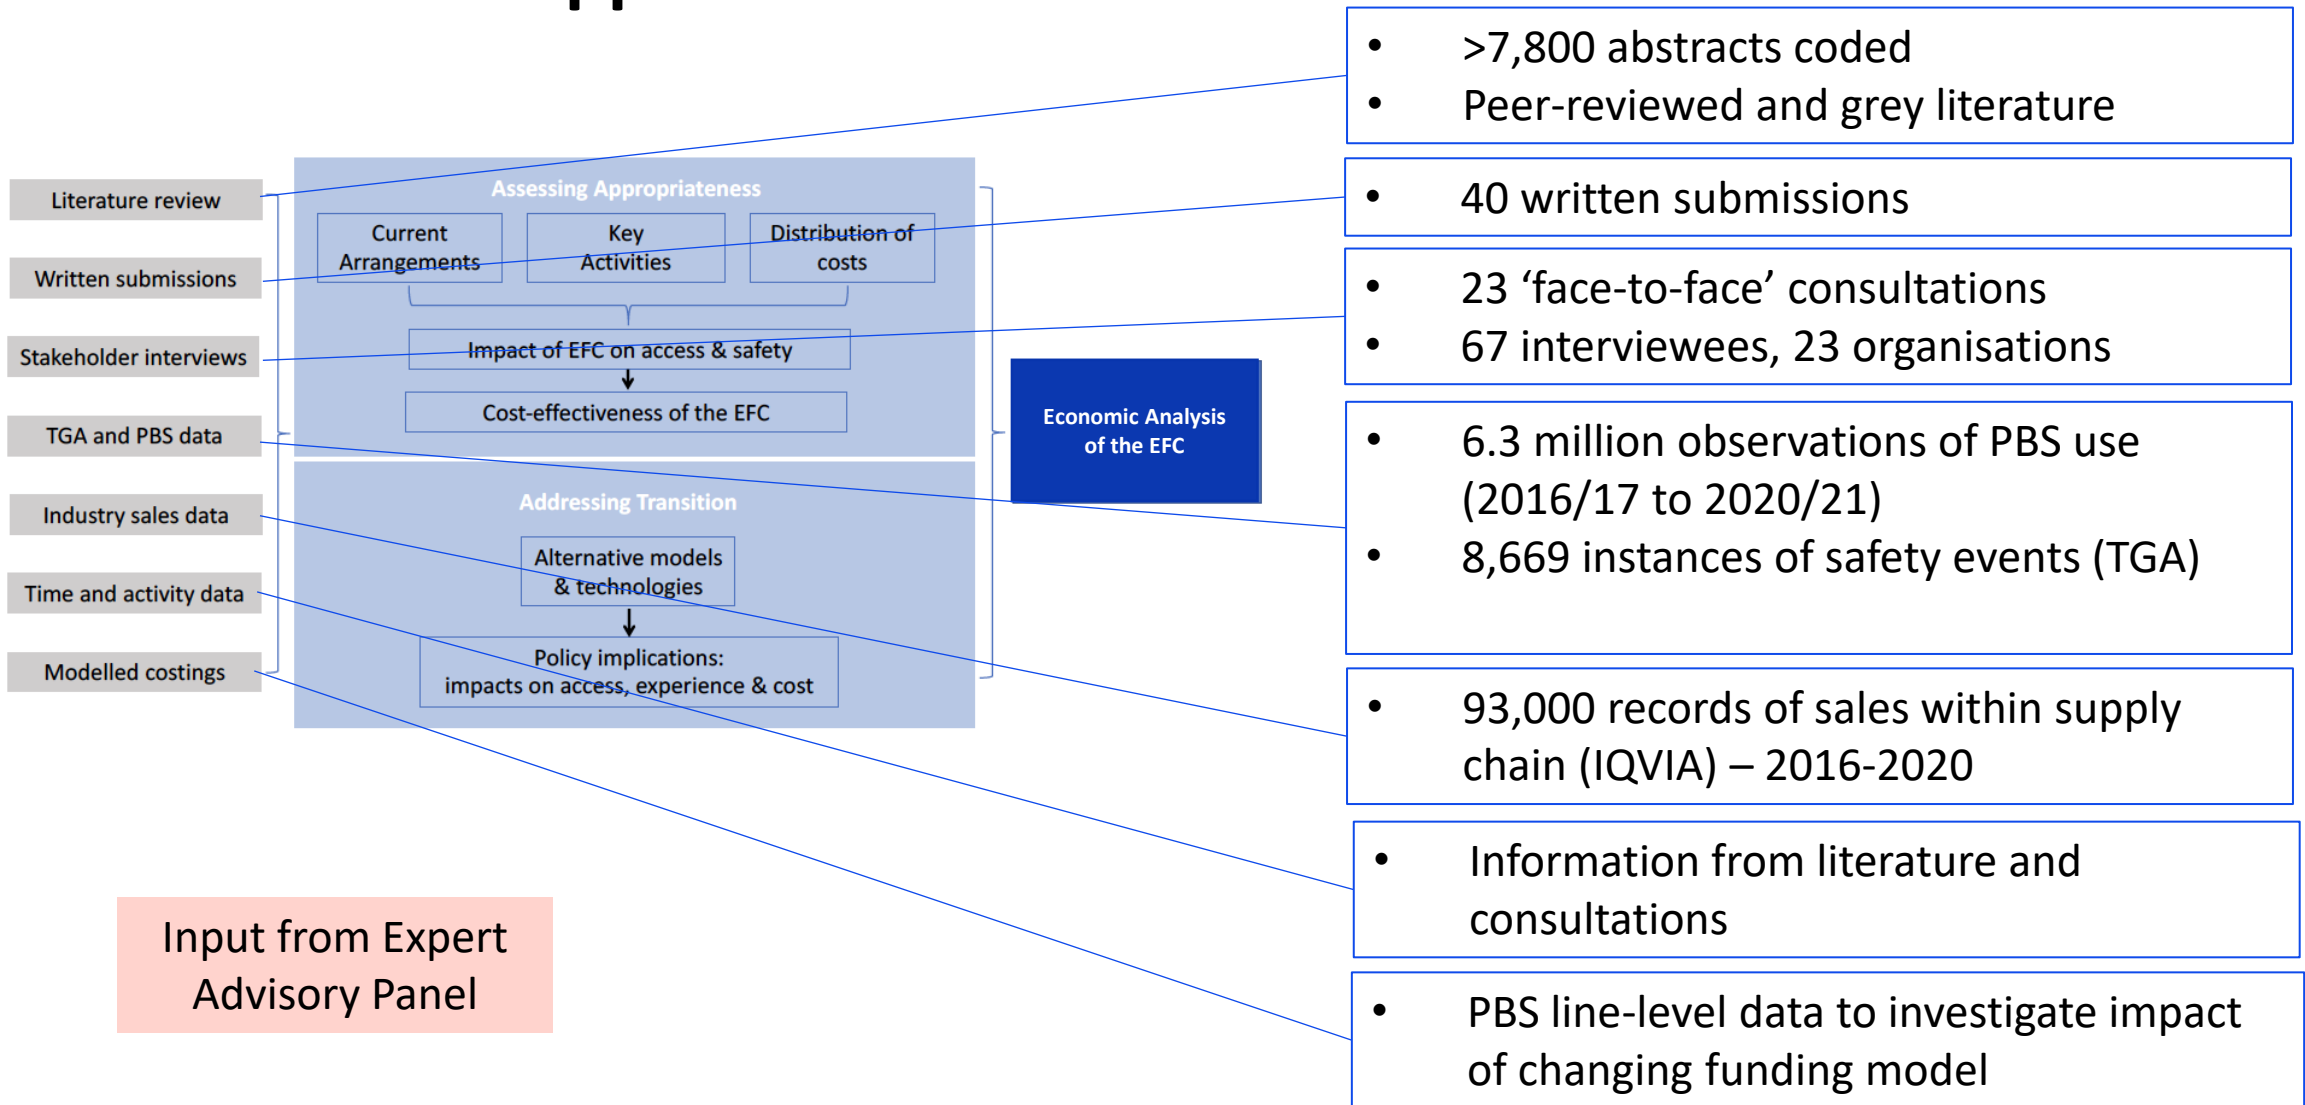 Literature review
Written submissions
Stakeholder interviews
TGA and PBS data
Industry sales data
Time and activity data
Modelled costings
Assessing Appropriateness
Current
Arrangements
Key
Activities
Distribution of
costs
Impact of EFC on access & safety
Cost-effectiveness of the EFC
Addressing Transition
Alternative models
& technologies
Policy implications:
impacts on access, experience & cost
Economic Analysis
of the EFC
• >7,800 abstracts coded
• Peer-reviewed and grey literature
• 40 written submissions
• 23 ‘face-to-face’ consultations
• 67 interviewees, 23 organisations
• 6.3 million observations of PBS use
(2016/17 to 2020/21)
• 8,669 instances of safety events (TGA)
• 93,000 records of sales within supply
chain (IQVIA) – 2016-2020
• Information from literature and
consultations
• PBS line-level data to investigate impact
of changing funding model
Input from Expert
Advisory Panel